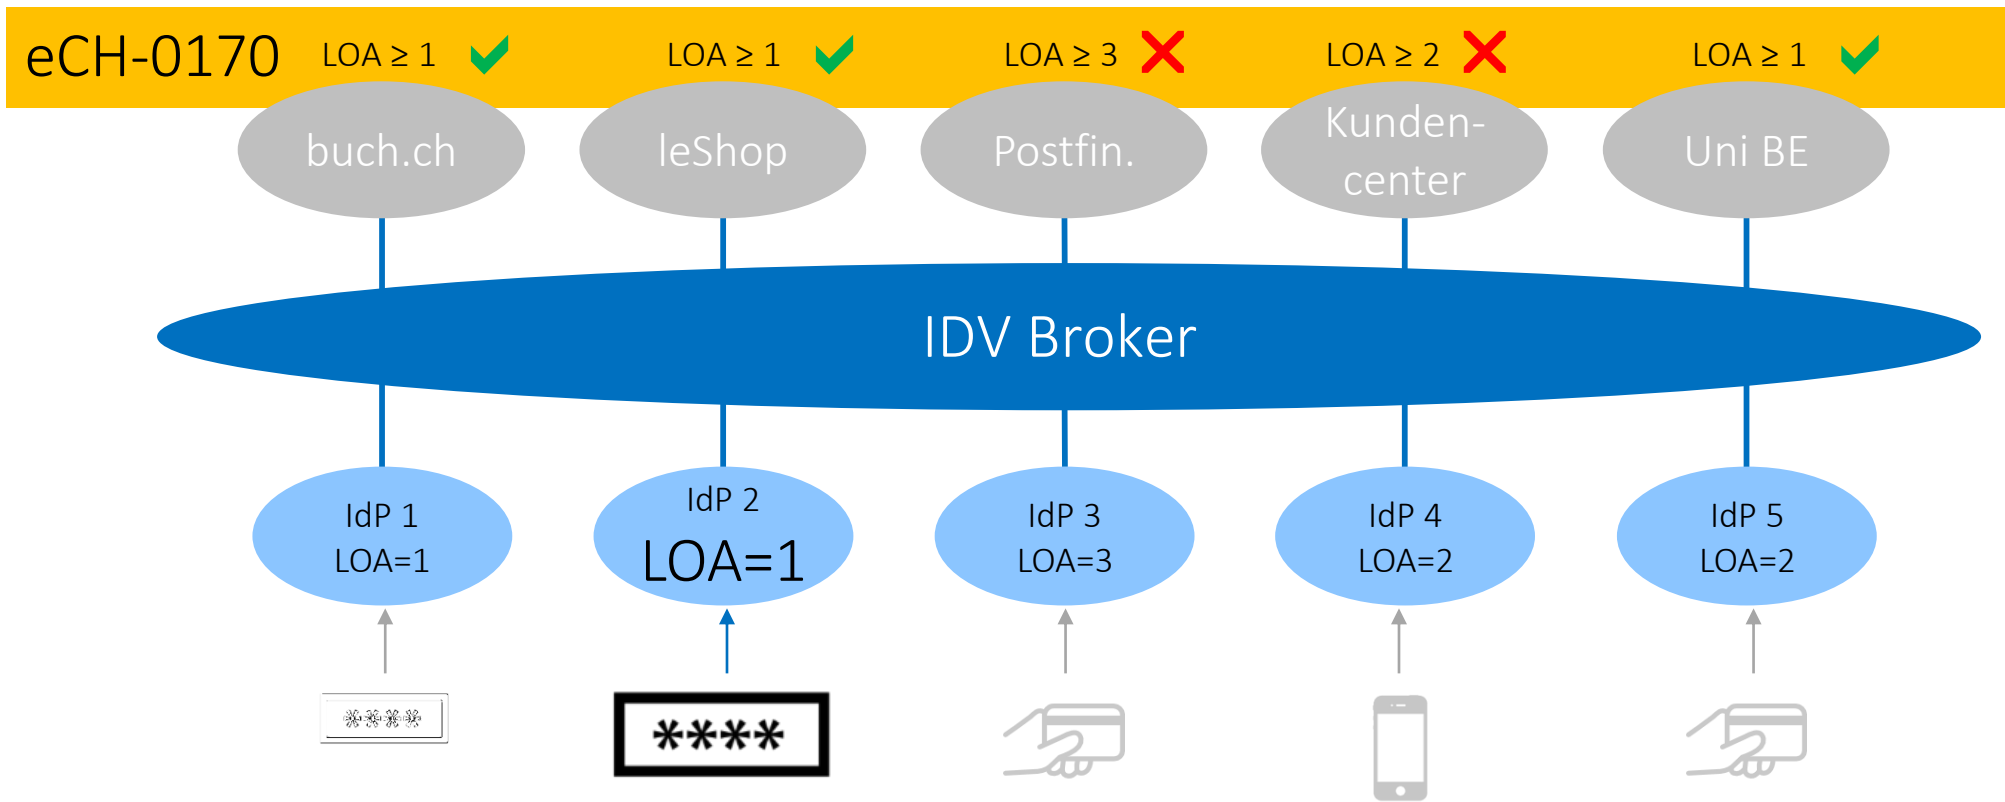 eCH-0170
LOA ≥ 1
LOA ≥ 1
LOA ≥ 3
LOA ≥ 2
LOA ≥ 1
buch.ch
leShop
Postfin.
Kunden-
center
Uni BE
IDV Broker
IdP 1
LOA=1
IdP 2
LOA=1
IdP 3
LOA=3
IdP 4
LOA=2
IdP 5
LOA=2
****
****